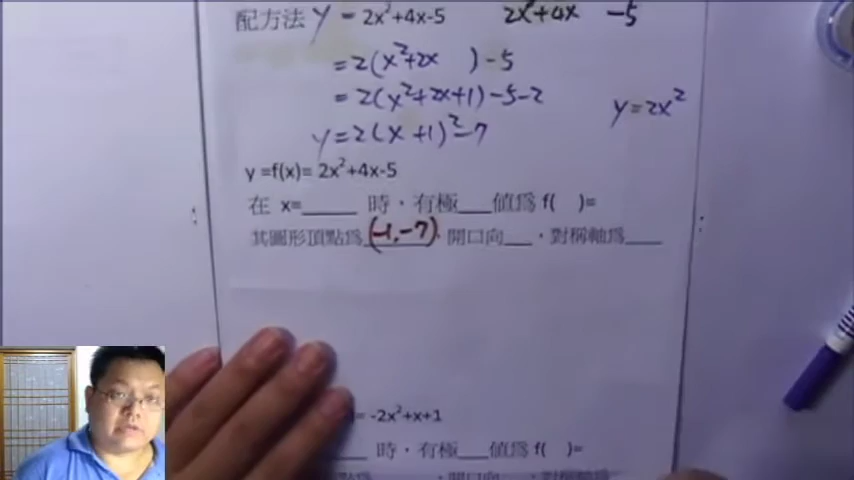 配方法 y = 2x²+4x-5 2x²+4x -5
=2(x²+2x )-5
=2(x²+2x+1)-5-2
y=2x²
y=2(x+1)²-7
y =f(x)= 2x²+4x-5
在 x=_____ 時,有極___值為 f( )=
其圖形頂點為(-1,-7),開口向___,對稱軸為____
= -2x²+x+1
時,有極___值為 f( )=